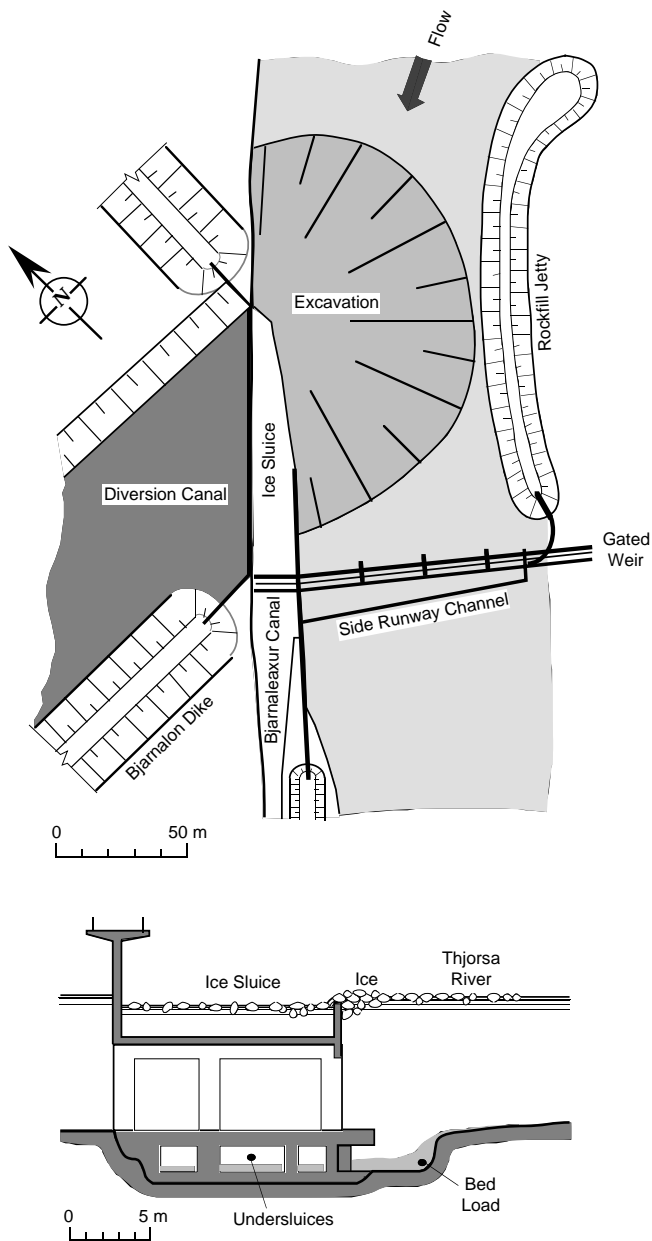 Flow
N
Excavation
Rockfill Jetty
Ice Sluice
Diversion Canal
Gated
Weir
Side Runway Channel
Bjarnaleaxur Canal
Bjarnalon Dike
0 50 m
Ice Sluice
Ice
Thjorsa
River
Bed
Load
Undersluices
0 5 m